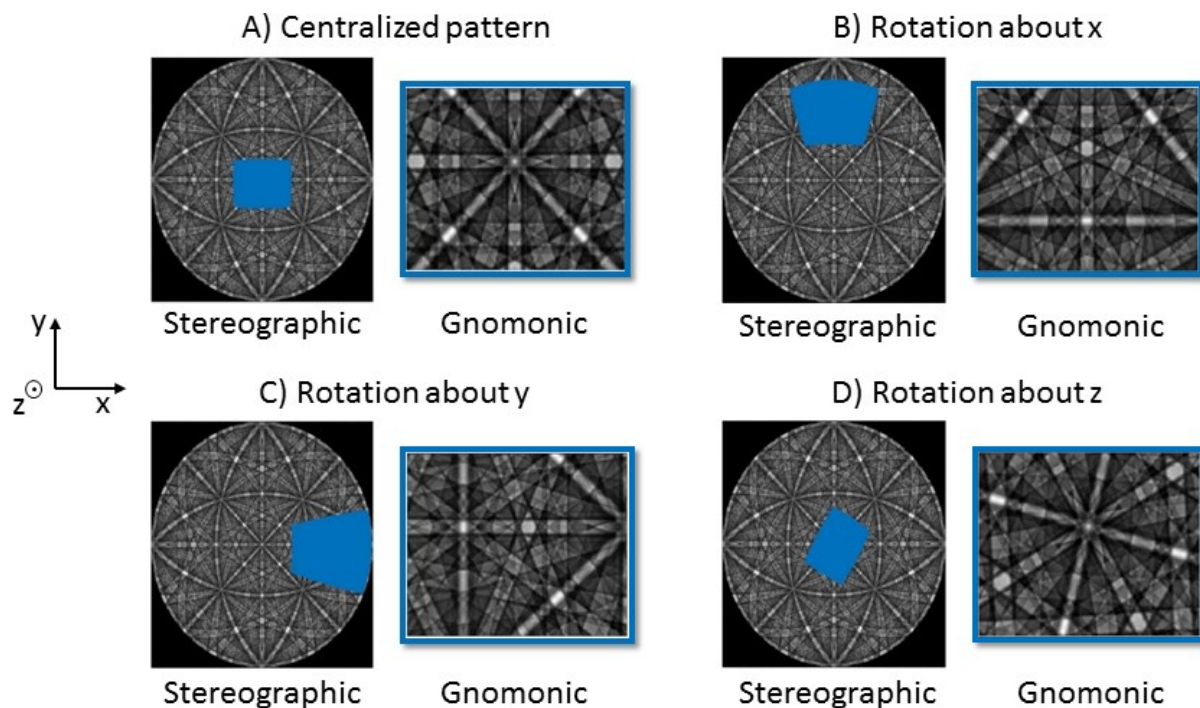 A) Centralized pattern
B) Rotation about x
Stereographic
Gnomonic
Stereographic
Gnomonic
y
z
x
C) Rotation about y
D) Rotation about z
Stereographic
Gnomonic
Stereographic
Gnomonic